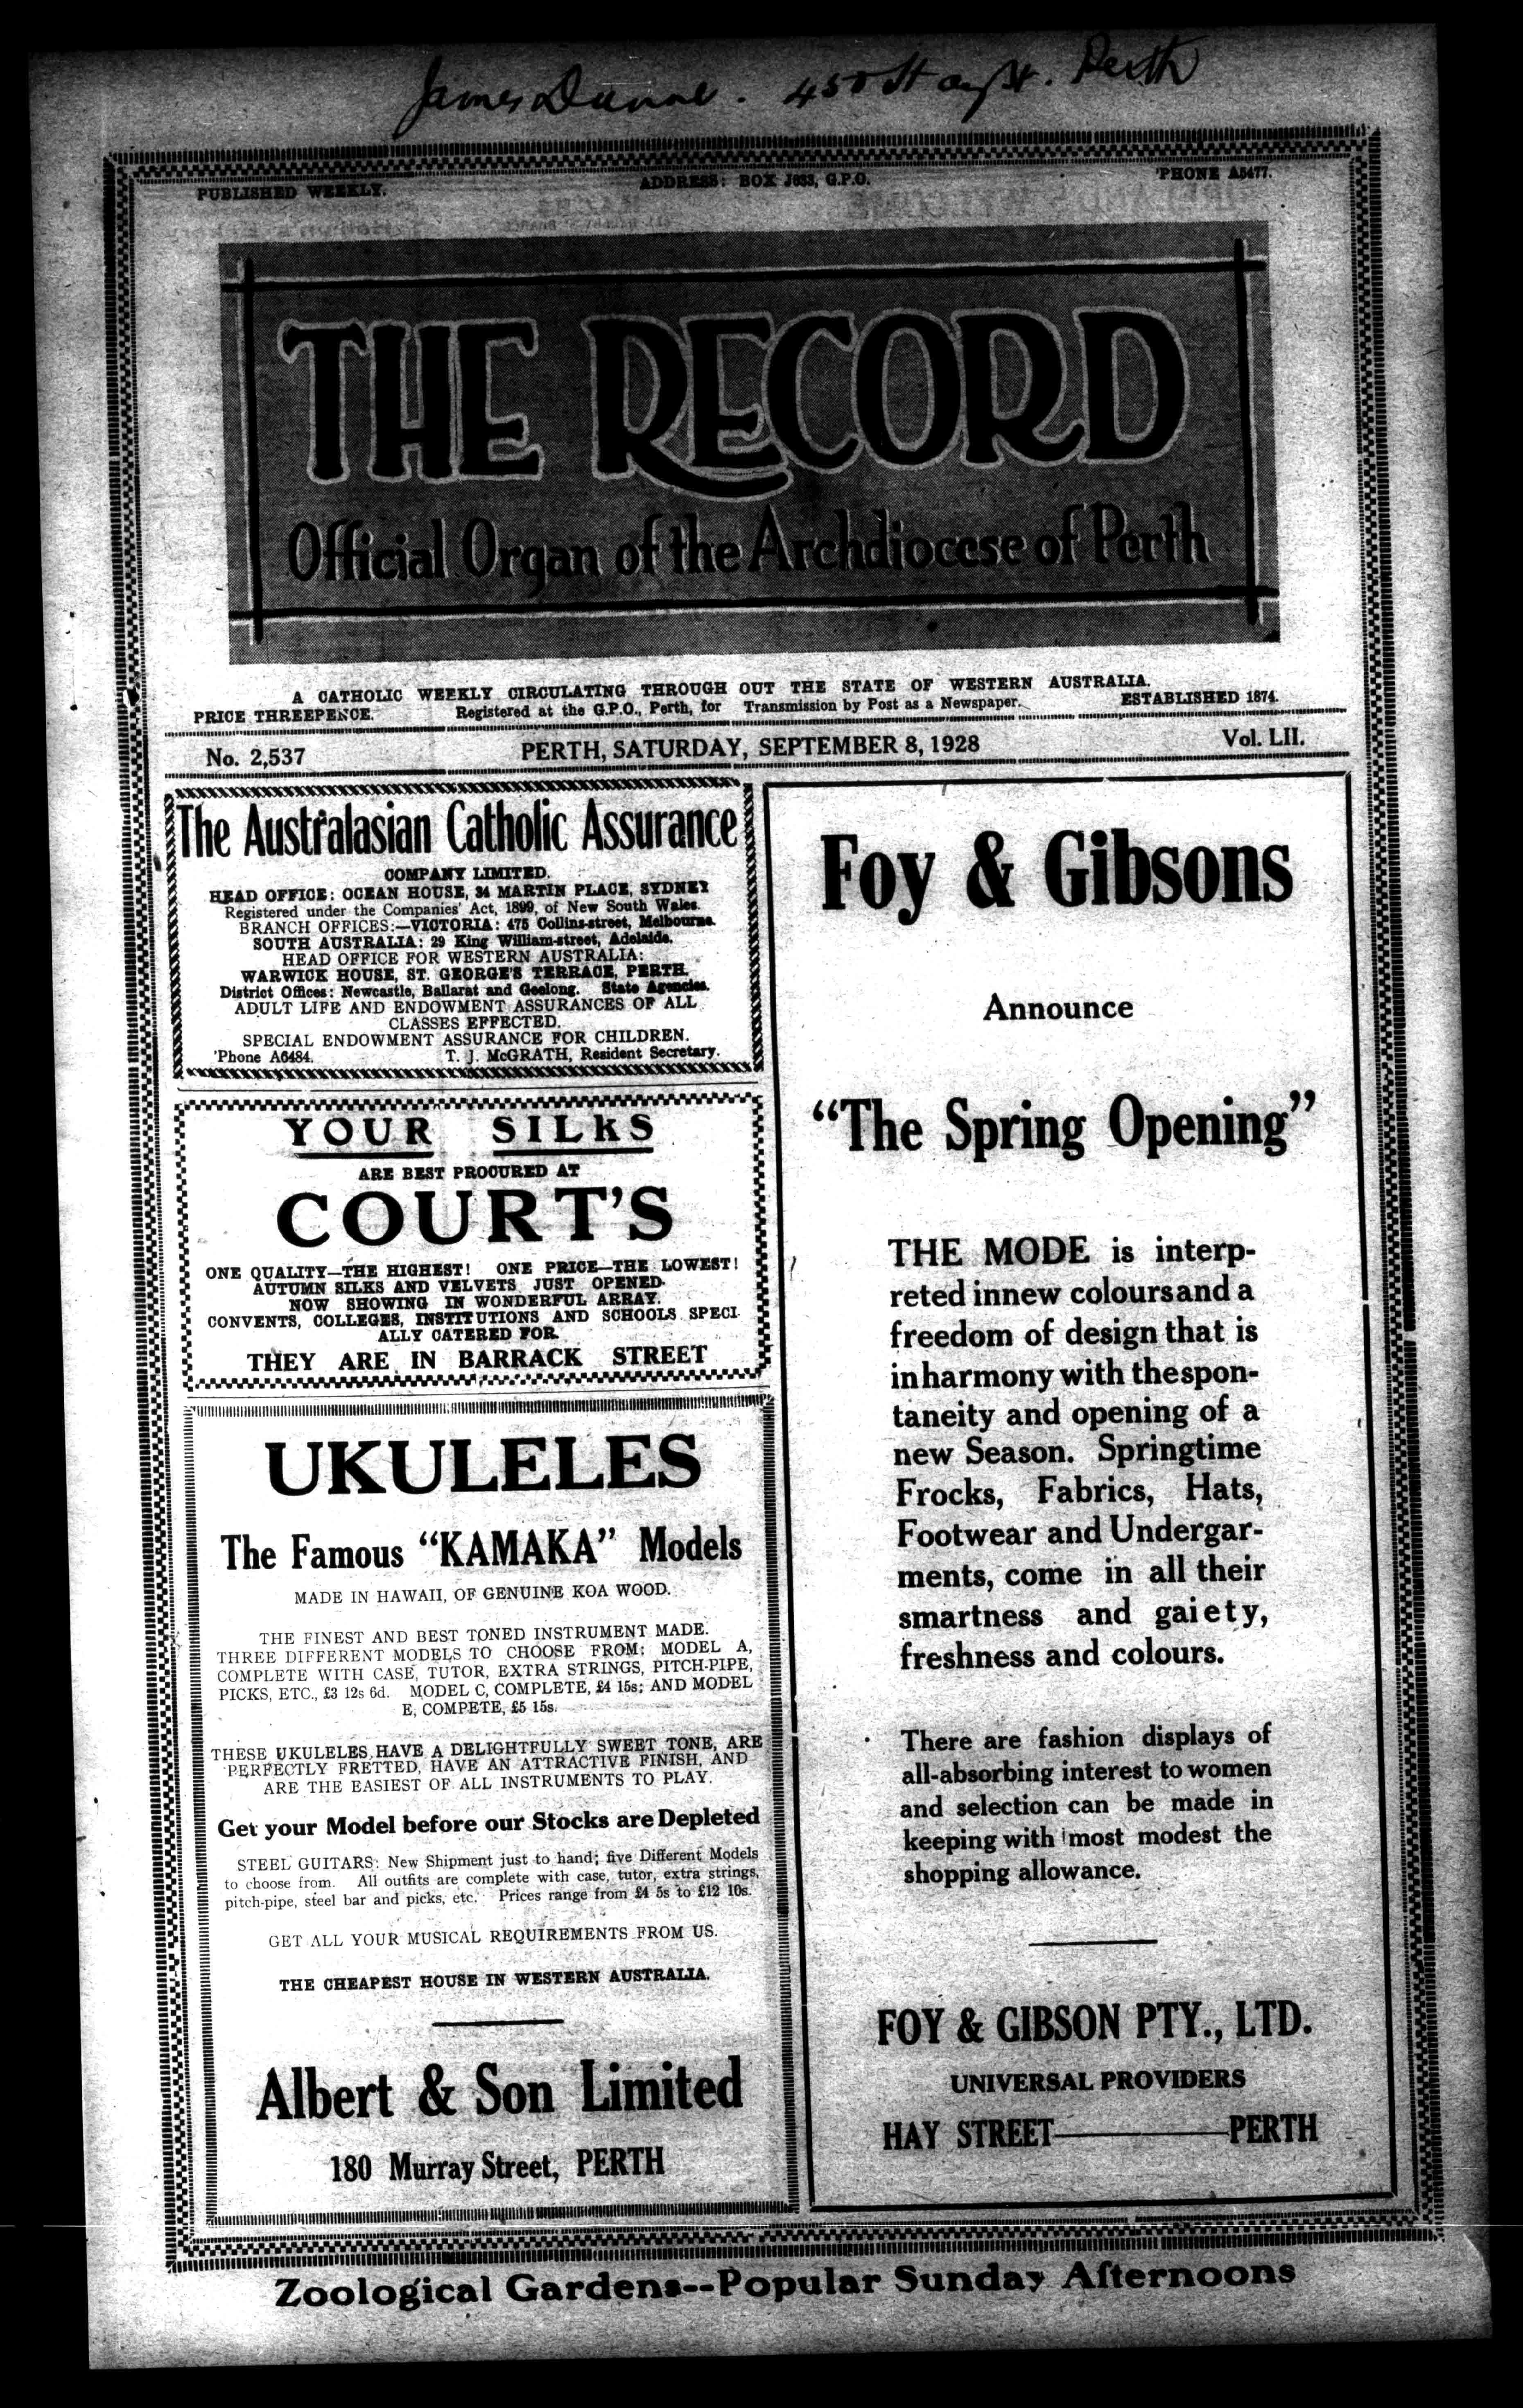 James Dunne. 450 Hay St. Perth
PUBLISHED WEEKLY.
ADDRESS: BOX J633, G.P.O.
'PHONE A5477.
THE RECORD
Official Organ of the Archdiocese of Perth
A CATHOLIC WEEKLY CIRCULATING THROUGH OUT THE STATE OF WESTERN AUSTRALIA.
PRICE THREEPENCE. Registered at the G.P.O., Perth, for Transmission by Post as a Newspaper. ESTABLISHED 1874.
No. 2,537 PERTH, SATURDAY, SEPTEMBER 8, 1928 Vol. LII.
The Australasian Catholic Assurance
COMPANY LIMITED.
HEAD OFFICE: OCEAN HOUSE, 34 MARTIN PLACE, SYDNEY
Registered under the Companies' Act, 1899, of New South Wales.
BRANCH OFFICES:—VICTORIA: 475 Collins-street, Melbourne.
SOUTH AUSTRALIA: 29 King William-street, Adelaide.
HEAD OFFICE FOR WESTERN AUSTRALIA:
WARWICK HOUSE, ST. GEORGE'S TERRACE, PERTH.
District Offices: Newcastle, Ballarat and Geelong. State Agencies.
ADULT LIFE AND ENDOWMENT ASSURANCES OF ALL
CLASSES EFFECTED.
SPECIAL ENDOWMENT ASSURANCE FOR CHILDREN.
'Phone A6484. T. J. McGRATH, Resident Secretary.
YOUR SILKS
ARE BEST PROCURED AT
COURT'S
ONE QUALITY—THE HIGHEST! ONE PRICE—THE LOWEST!
AUTUMN SILKS AND VELVETS JUST OPENED.
NOW SHOWING IN WONDERFUL ARRAY.
CONVENTS, COLLEGES, INSTITUTIONS AND SCHOOLS SPECI-
ALLY CATERED FOR.
THEY ARE IN BARRACK STREET
UKULELES
The Famous “KAMAKA” Models
MADE IN HAWAII, OF GENUINE KOA WOOD.
THE FINEST AND BEST TONED INSTRUMENT MADE.
THREE DIFFERENT MODELS TO CHOOSE FROM: MODEL A,
COMPLETE WITH CASE, TUTOR, EXTRA STRINGS, PITCH-PIPE,
PICKS, ETC., £3 12s 6d. MODEL C, COMPLETE, £4 15s; AND MODEL
E, COMPETE, £5 15s.
THESE UKULELES HAVE A DELIGHTFULLY SWEET TONE, ARE
PERFECTLY FRETTED, HAVE AN ATTRACTIVE FINISH, AND
ARE THE EASIEST OF ALL INSTRUMENTS TO PLAY.
Get your Model before our Stocks are Depleted
STEEL GUITARS: New Shipment just to hand; five Different Models
to choose from. All outfits are complete with case, tutor, extra strings,
pitch-pipe, steel bar and picks, etc. Prices range from £4 5s to £12 10s.
GET ALL YOUR MUSICAL REQUIREMENTS FROM US.
THE CHEAPEST HOUSE IN WESTERN AUSTRALIA.
Albert & Son Limited
180 Murray Street, PERTH
Foy & Gibsons
Announce
“The Spring Opening”
THE MODE is interp-
reted innew colours and a
freedom of design that is
in harmony with the spon-
taneity and opening of a
new Season. Springtime
Frocks, Fabrics, Hats,
Footwear and Undergar-
ments, come in all their
smartness and gaiety,
freshness and colours.
There are fashion displays of
all-absorbing interest to women
and selection can be made in
keeping with most modest the
shopping allowance.
FOY & GIBSON PTY., LTD.
UNIVERSAL PROVIDERS
HAY STREET—PERTH
Zoological Gardens--Popular Sunday Afternoons